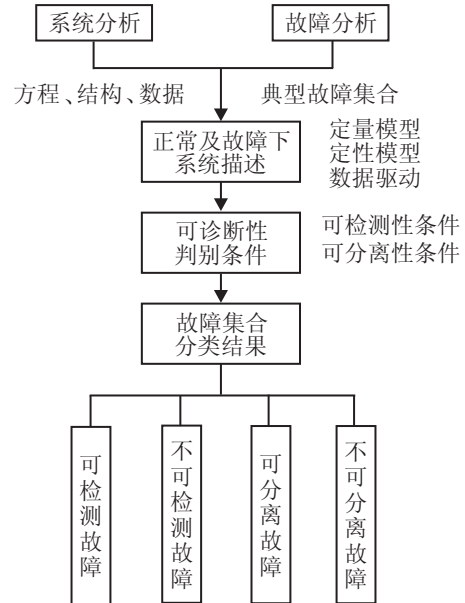 系统分析
故障分析
方程、结构、数据
典型故障集合
正常及故障下
系统描述
定量模型
定性模型
数据驱动
可诊断性
判别条件
可检测性条件
可分离性条件
故障集合
分类结果
可检测故障
不可检测故障
可分离故障
不可分离故障